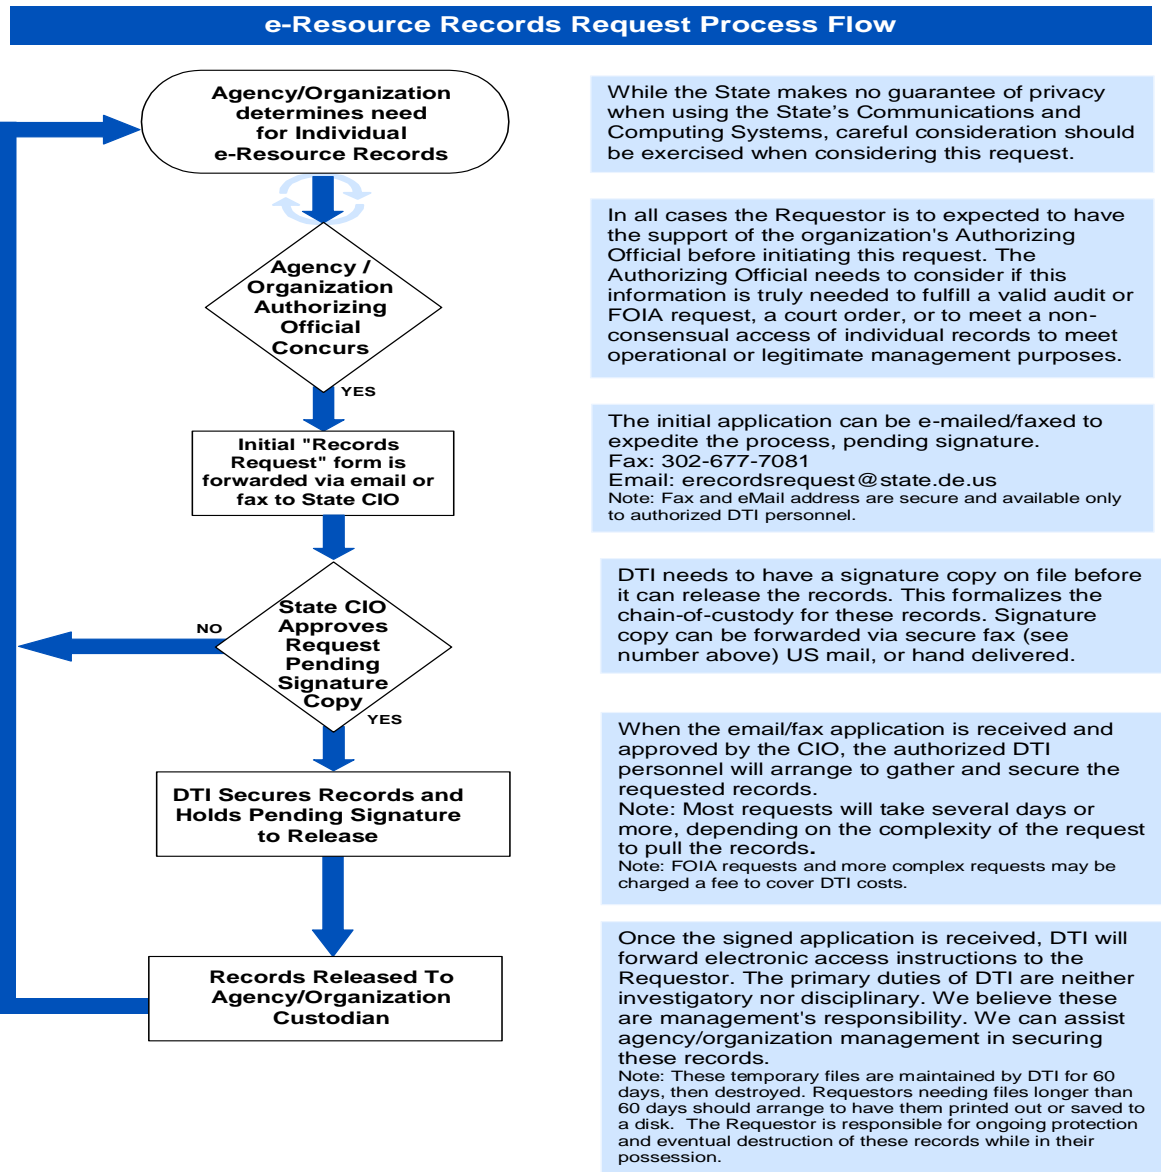 e-Resource Records Request Process Flow
Agency/Organization
determines need
for Individual
e-Resource Records
While the State makes no guarantee of privacy
when using the State's Communications and
Computing Systems, careful consideration should
be exercised when considering this request.
Agency /
Organization
Authorizing
Official
Concurs
YES
In all cases the Requestor is to expected to have
the support of the organization's Authorizing
Official before initiating this request. The
Authorizing Official needs to consider if this
information is truly needed to fulfill a valid audit or
FOIA request, a court order, or to meet a non-
consensual access of individual records to meet
operational or legitimate management purposes.
Initial "Records
Request" form is
forwarded via email or
fax to State CIO
The initial application can be e-mailed/faxed to
expedite the process, pending signature.
Fax: 302-677-7081
Email: erecordsrequest@state.de.us
Note: Fax and eMail address are secure and available only
to authorized DTI personnel.
State CIO
Approves
Request
Pending
Signature
Copy
NO
YES
DTI needs to have a signature copy on file before
it can release the records. This formalizes the
chain-of-custody for these records. Signature
copy can be forwarded via secure fax (see
number above) US mail, or hand delivered.
DTI Secures Records and
Holds Pending Signature
to Release
When the email/fax application is received and
approved by the CIO, the authorized DTI
personnel will arrange to gather and secure the
requested records.
Note: Most requests will take several days or
more, depending on the complexity of the request
to pull the records.
Note: FOIA requests and more complex requests may be
charged a fee to cover DTI costs.
Records Released To
Agency/Organization
Custodian
Once the signed application is received, DTI will
forward electronic access instructions to the
Requestor. The primary duties of DTI are neither
investigatory nor disciplinary. We believe these
are management's responsibility. We can assist
agency/organization management in securing
these records.
Note: These temporary files are maintained by DTI for 60
days, then destroyed. Requestors needing files longer than
60 days should arrange to have them printed out or saved to
a disk. The Requestor is responsible for ongoing protection
and eventual destruction of these records while in their
possession.